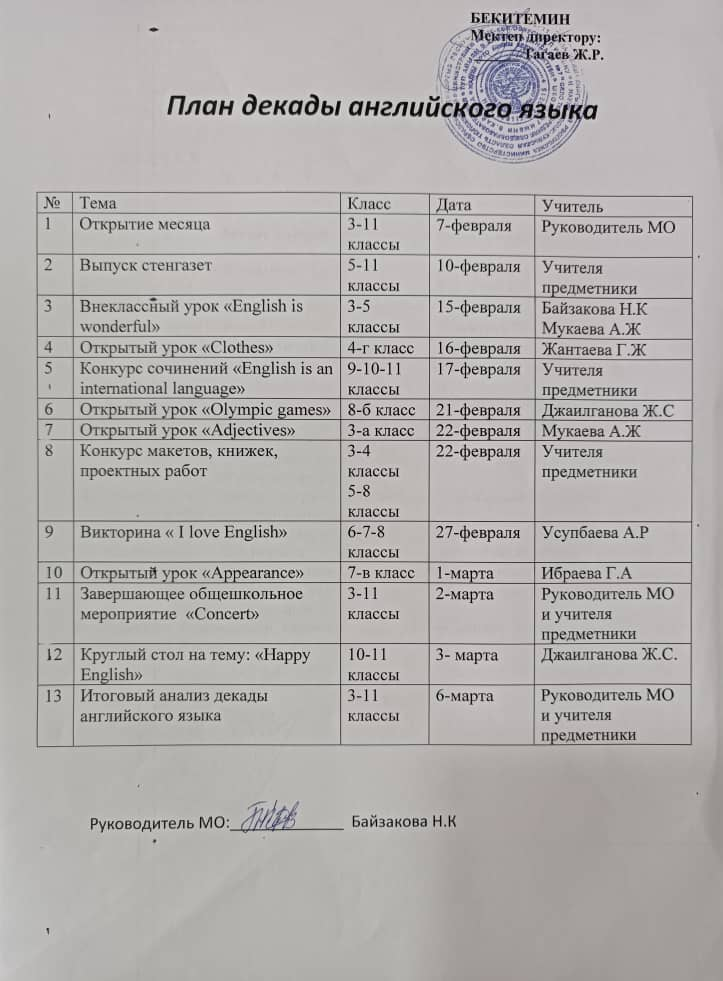 БЕКИТЕМИН
Мектеп директору:
Тагаев Ж.Р.
План декады английского языка
№ Тема Класс Дата Учитель
1 Открытие месяца 3-11 7-февраля Руководитель МО
классы
2 Выпуск стенгазет 5-11 10-февраля Учителя
классы предметники
3 Внеклассный урок «English is 3-5 15-февраля Байзакова Н.К
wonderful» классы Мукаева А.Ж
4 Открытый урок «Clothes» 4-г класс 16-февраля Жантаева Г.Ж
5 Конкурс сочинений «English is an 9-10-11 17-февраля Учителя
international language» классы предметники
6 Открытый урок «Olympic games» 8-б класс 21-февраля Джаилганова Ж.С
7 Открытый урок «Adjectives» 3-а класс 22-февраля Мукаева А.Ж
8 Конкурс макетов, книжек, 3-4 22-февраля Учителя
проектных работ классы предметники
5-8
классы
9 Викторина « I love English» 6-7-8 27-февраля Усупбаева А.Р
классы
10 Открытый урок «Appearance» 7-в класс 1-марта Ибраева Г.А
11 Завершающее общешкольное 3-11 2-марта Руководитель МО
мероприятие «Concert» классы и учителя
предметники
12 Круглый стол на тему: «Happy 10-11 3- марта Джаилганова Ж.С.
English» классы
13 Итоговый анализ декады 3-11 6-марта Руководитель МО
английского языка классы и учителя
предметники
Руководитель МО: Байзакова Н.К